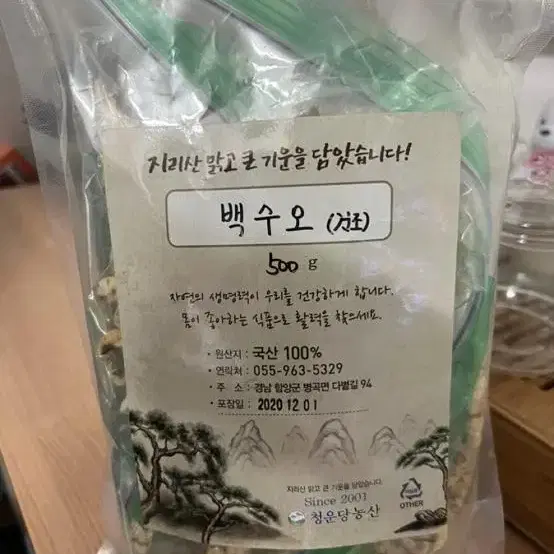 지리산 맑고 큰 기운을 담았습니다!
백수오 (건조)
500 g
자연의 생명력이 우리를 건강하게 합니다.
몸이 좋아하는 식품으로 활력을 찾으세요.
• 원산지 : 국산 100%
• 연락처 : 055-963-5329
• 주 소 : 경남 함양군 병곡면 다볕길 94
• 포장일 : 2020 12 01
지리산 맑고 큰 기운을 담았습니다.
Since 2001
청운당농산
OTHER